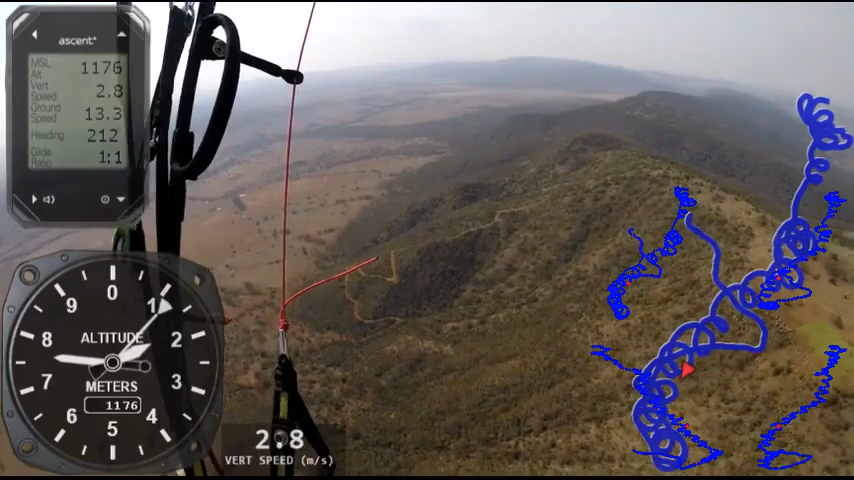 ascent+
MSL Alt 1176
Vert Speed 2.8
Ground Speed 13.3
Heading 212
Glide Ratio 1:1
0
9 1
ALTITUDE
8 2
METERS
7 3
1176
6 4
5
2.8
VERT SPEED (m/s)